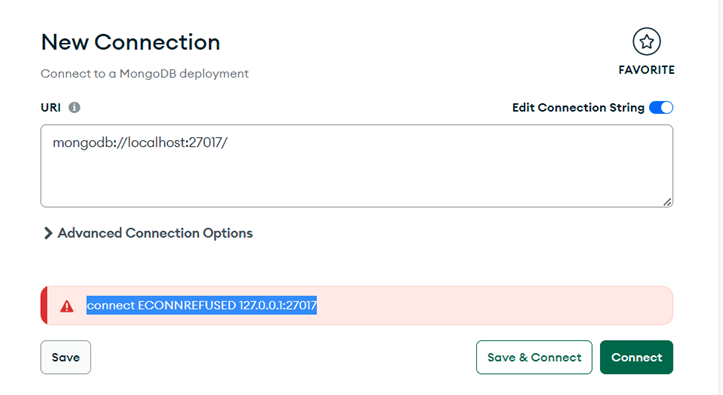 New Connection
FAVORITE
Connect to a MongoDB deployment
URI
Edit Connection String
mongodb://localhost:27017/
Advanced Connection Options
connect ECONNREFUSED 127.0.0.1:27017
Save
Save & Connect
Connect